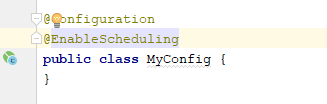 @Configuration
@EnableScheduling
public class MyConfig {
}